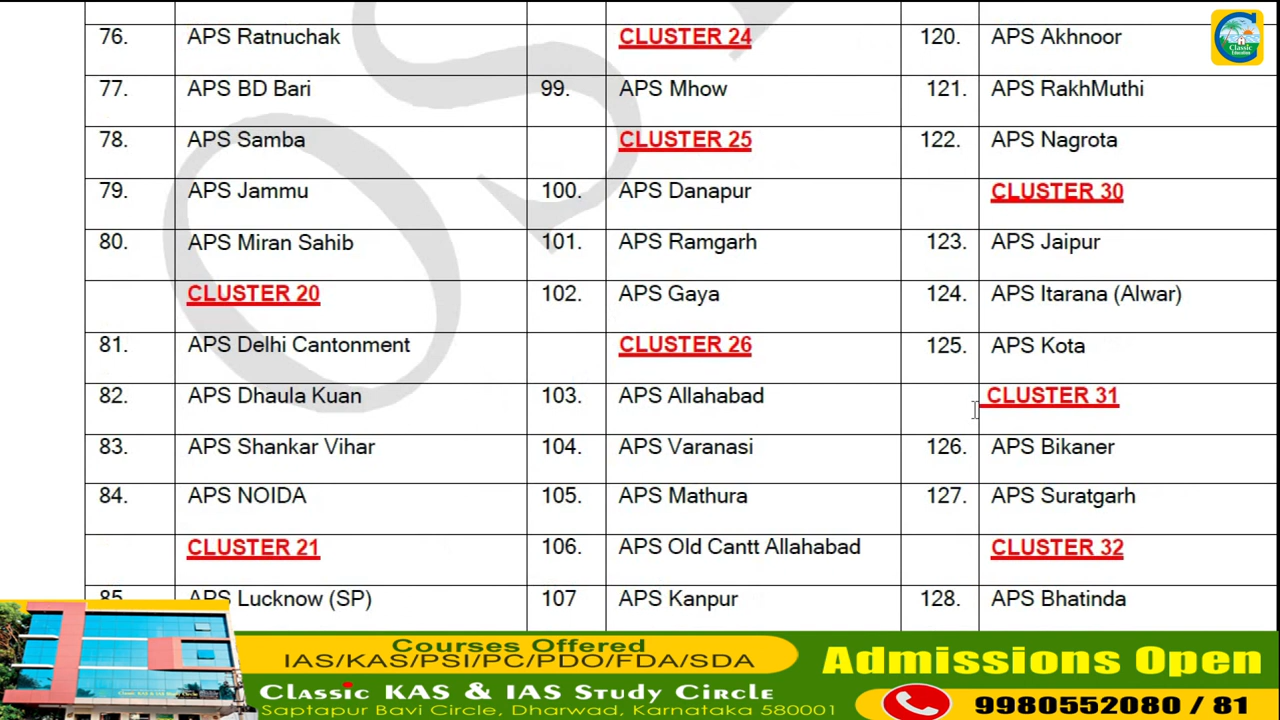 76. APS Ratnuchak CLUSTER 24 120. APS Akhnoor
77. APS BD Bari 99. APS Mhow 121. APS RakhMuthi
78. APS Samba CLUSTER 25 122. APS Nagrota
79. APS Jammu 100. APS Danapur CLUSTER 30
80. APS Miran Sahib 101. APS Ramgarh 123. APS Jaipur
CLUSTER 20 102. APS Gaya 124. APS Itarana (Alwar)
81. APS Delhi Cantonment CLUSTER 26 125. APS Kota
82. APS Dhaula Kuan 103. APS Allahabad CLUSTER 31
83. APS Shankar Vihar 104. APS Varanasi 126. APS Bikaner
84. APS NOIDA 105. APS Mathura 127. APS Suratgarh
CLUSTER 21 106. APS Old Cantt Allahabad CLUSTER 32
85. APS Lucknow (SP) 107 APS Kanpur 128. APS Bhatinda
Classic
Education
Courses Offered
IAS/KAS/PSI/PC/PDO/FDA/SDA
Classic KAS & IAS Study Circle
Saptapur Bavi Circle, Dharwad, Karnataka 580001
Admissions Open
9980552080 / 81